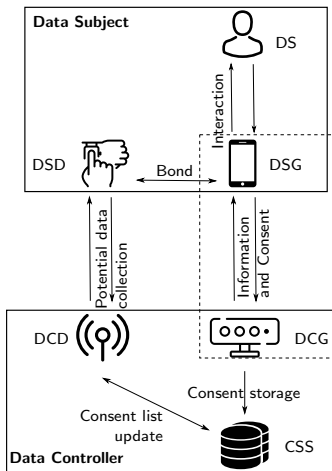 Data Subject
DS
Interaction
DSD
Bond
DSG
Potential data
collection
Information
and Consent
DCD
DCG
Consent storage
Consent list
update
CSS
Data Controller